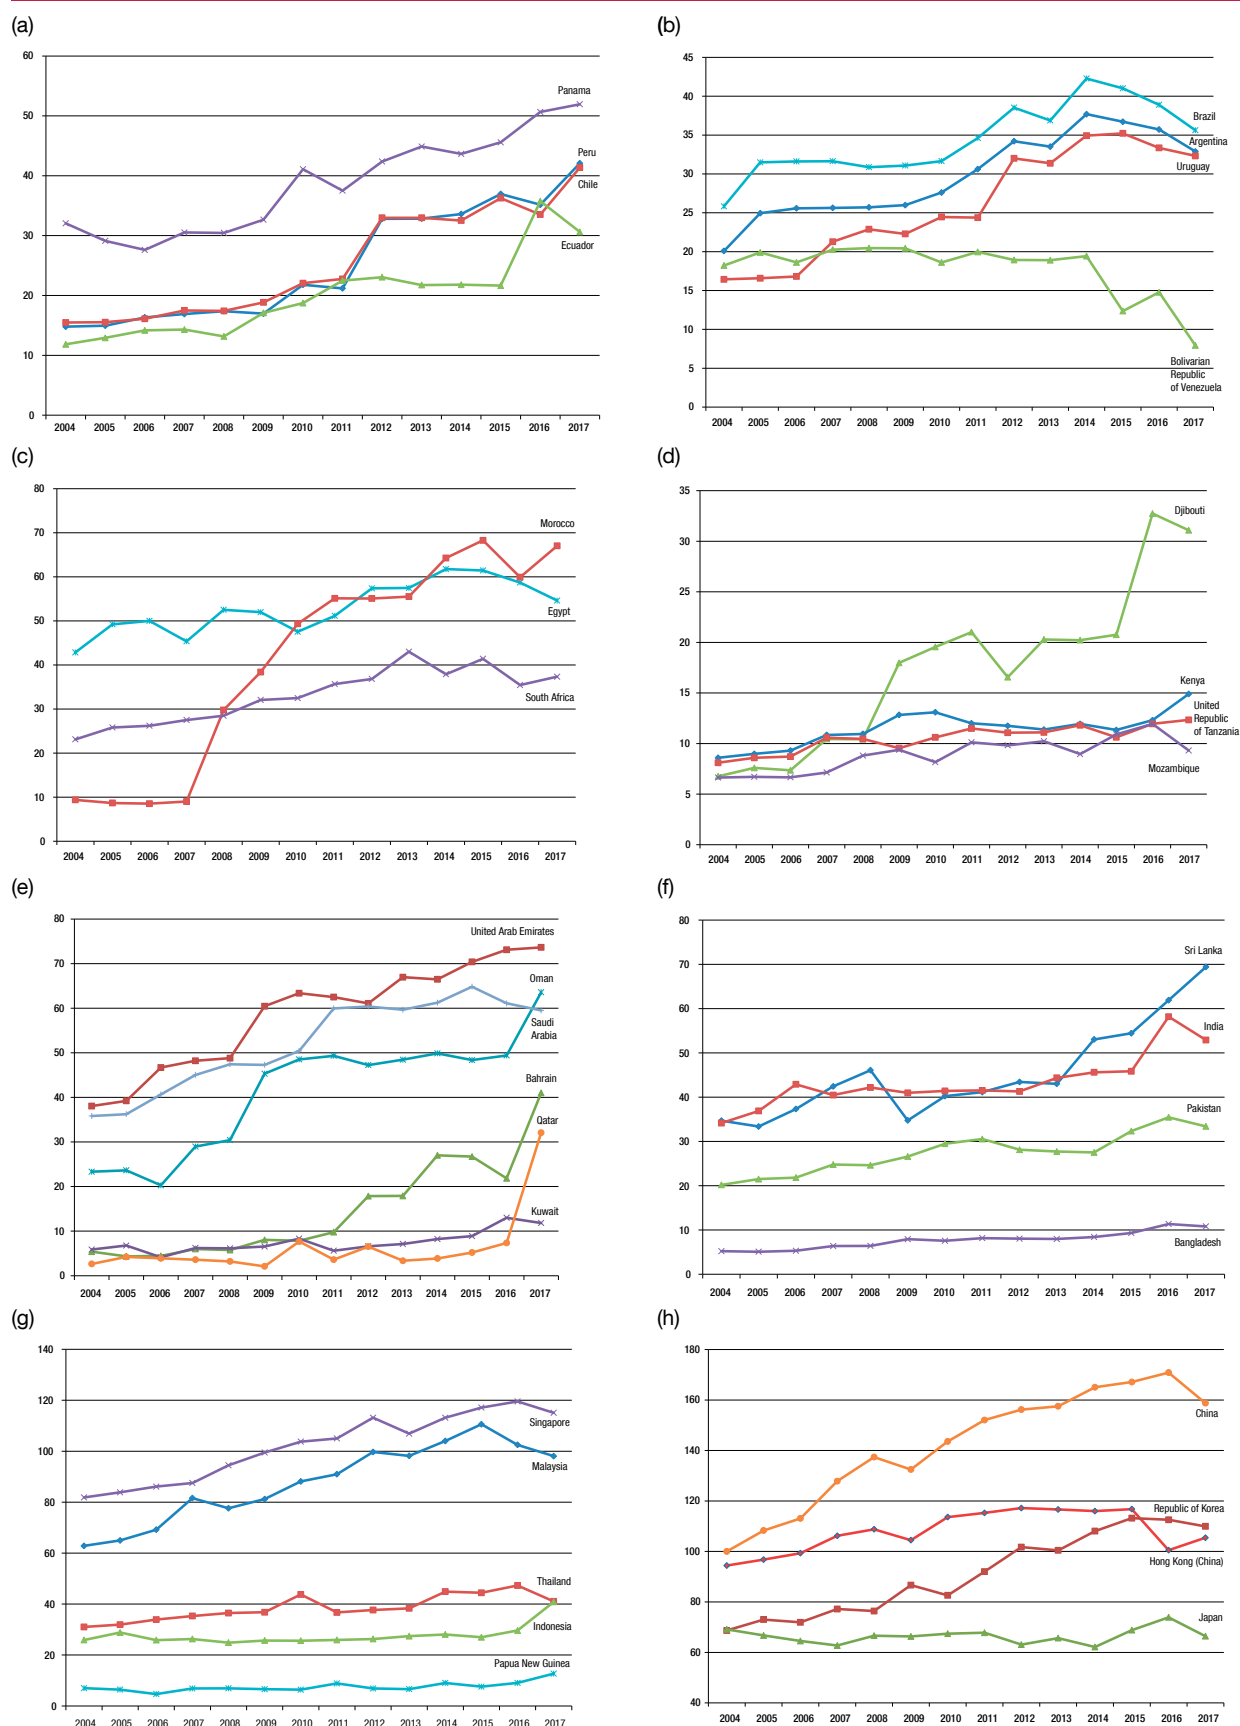 (a)
60
50
40
30
20
10
0
Panama
Peru
Chile
Ecuador
2004 2005 2006 2007 2008 2009 2010 2011 2012 2013 2014 2015 2016 2017
(b)
45
40
35
30
25
20
15
10
5
0
Brazil
Argentina
Uruguay
Bolivarian
Republic
of Venezuela
2004 2005 2006 2007 2008 2009 2010 2011 2012 2013 2014 2015 2016 2017
(c)
80
70
60
50
40
30
20
10
0
Morocco
Egypt
South Africa
2004 2005 2006 2007 2008 2009 2010 2011 2012 2013 2014 2015 2016 2017
(d)
35
30
25
20
15
10
5
0
Djibouti
Kenya
United
Republic
of Tanzania
Mozambique
2004 2005 2006 2007 2008 2009 2010 2011 2012 2013 2014 2015 2016 2017
(e)
80
70
60
50
40
30
20
10
0
United Arab Emirates
Oman
Saudi
Arabia
Bahrain
Qatar
Kuwait
2004 2005 2006 2007 2008 2009 2010 2011 2012 2013 2014 2015 2016 2017
(f)
80
70
60
50
40
30
20
10
0
Sri Lanka
India
Pakistan
Bangladesh
2004 2005 2006 2007 2008 2009 2010 2011 2012 2013 2014 2015 2016 2017
(g)
140
120
100
80
60
40
20
0
Singapore
Malaysia
Thailand
Indonesia
Papua New Guinea
2004 2005 2006 2007 2008 2009 2010 2011 2012 2013 2014 2015 2016 2017
(h)
180
160
140
120
100
80
60
40
China
Republic of Korea
Hong Kong (China)
Japan
2004 2005 2006 2007 2008 2009 2010 2011 2012 2013 2014 2015 2016 2017